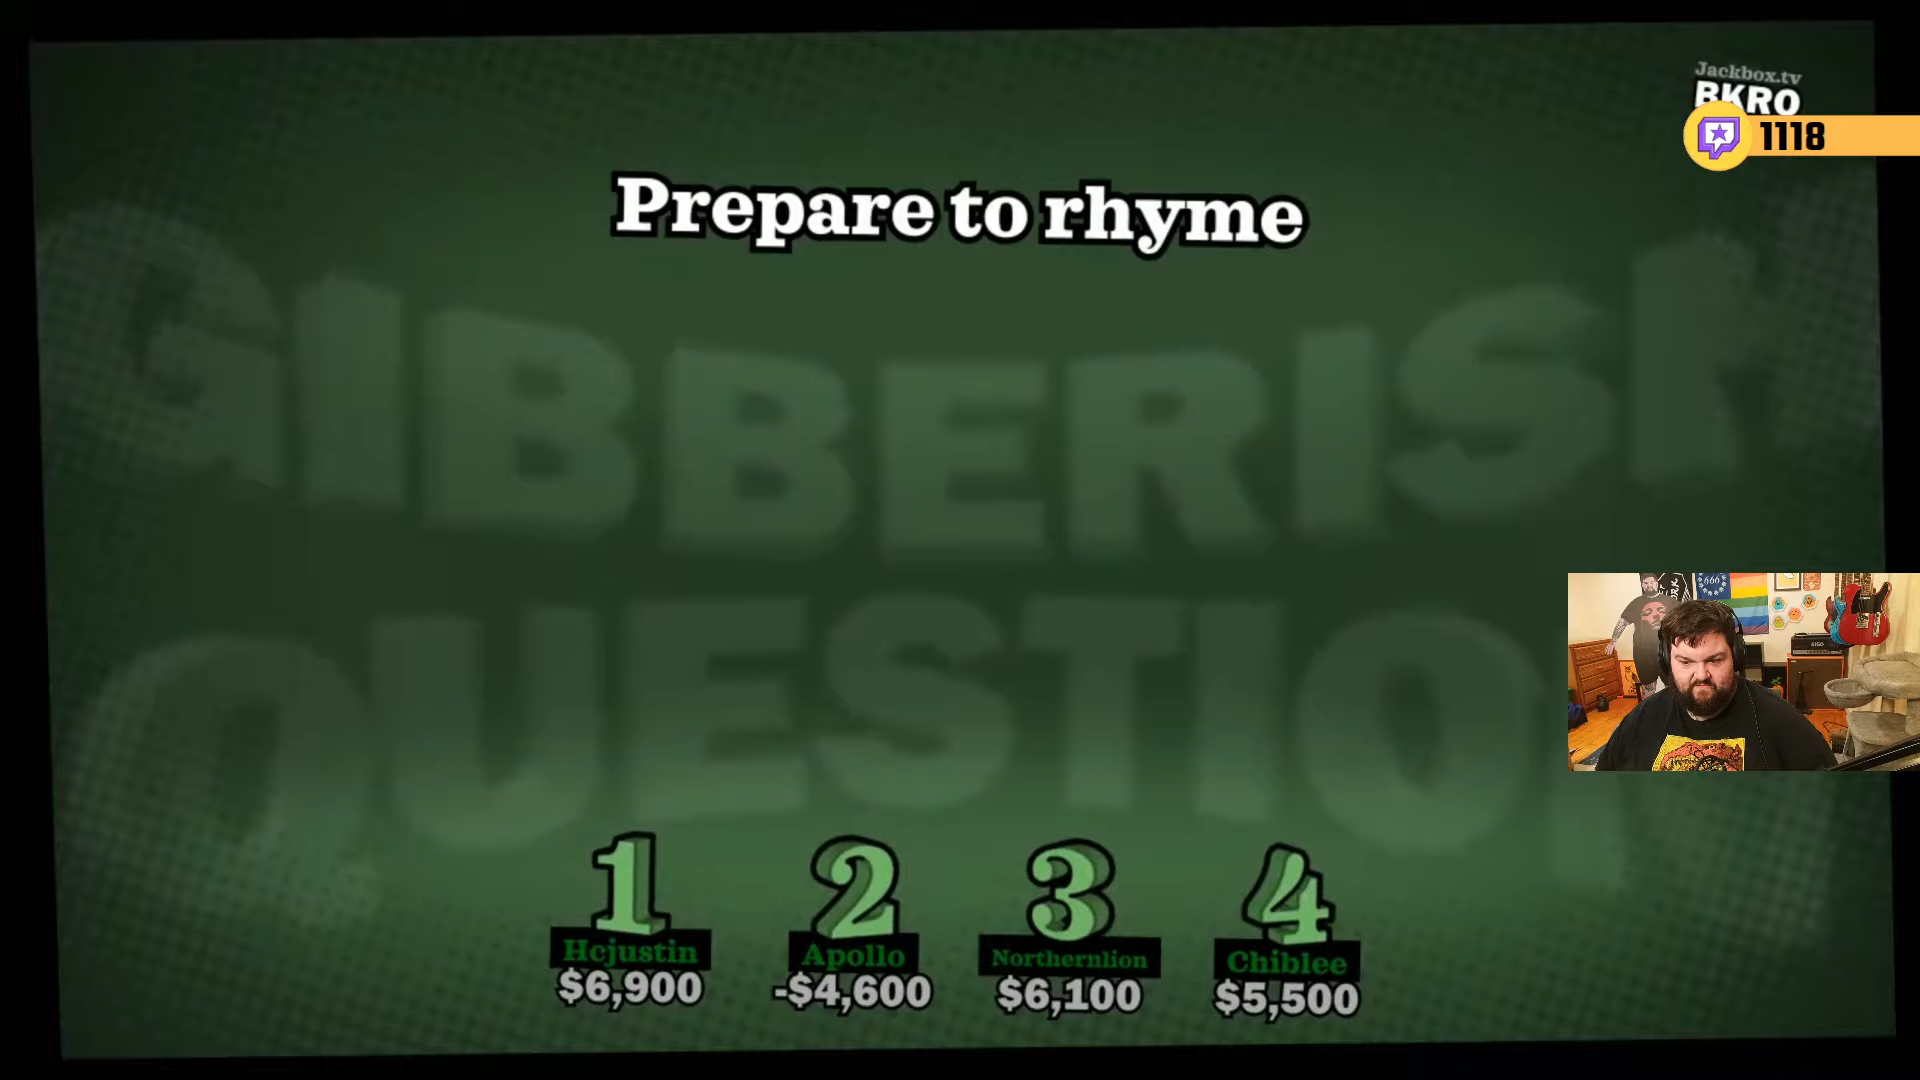 Jackbox.tv
BKRO
1118
Prepare to rhyme
GIBBERISH
QUESTION
1
2
3
4
Hcjustin
Apollo
Northernlion
Chiblee
$6,900
-$4,600
$6,100
$5,500
666